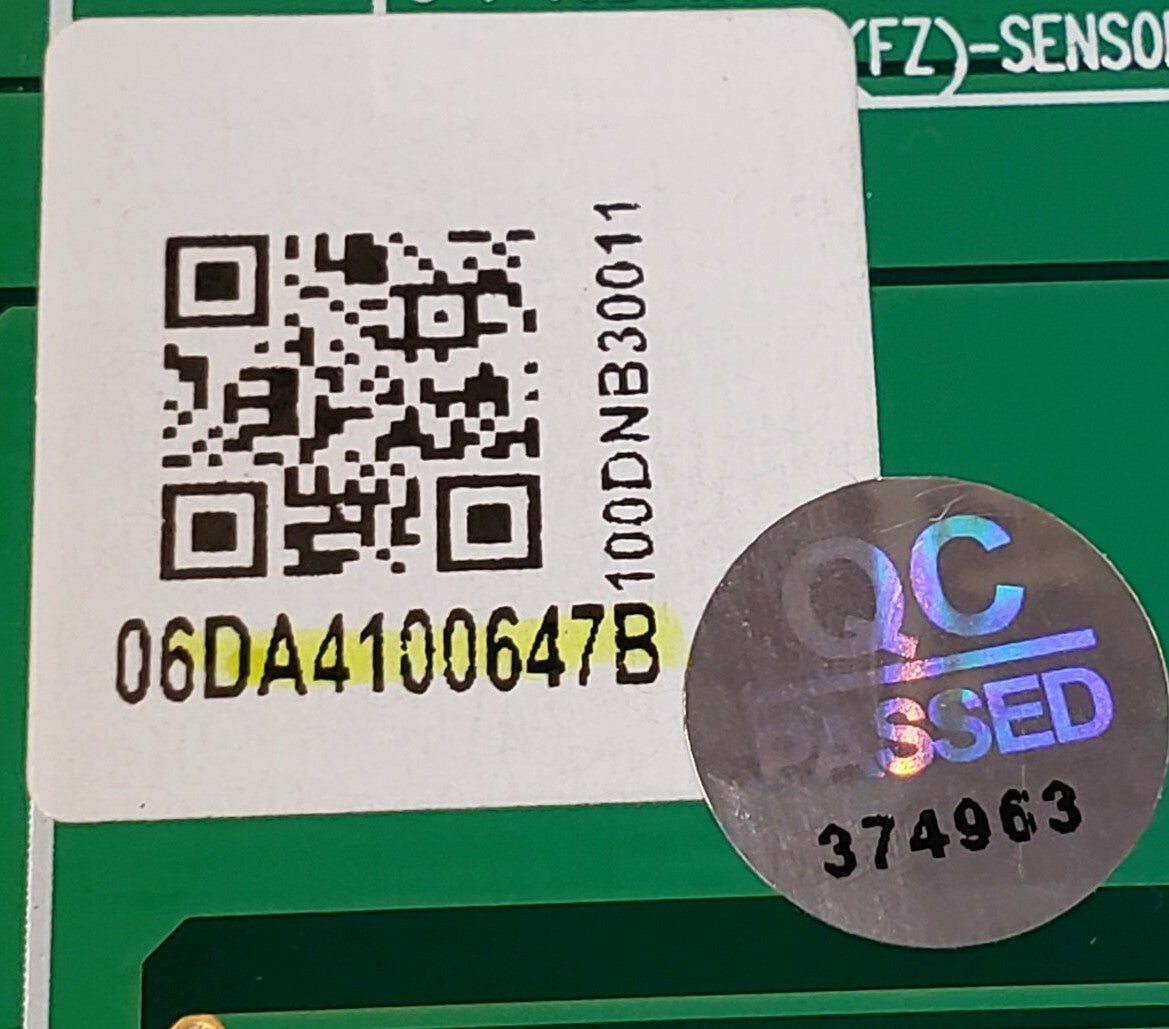 (FZ)-SENSO
100DNB30011
06DA4100647B
QC
PASSED
374963